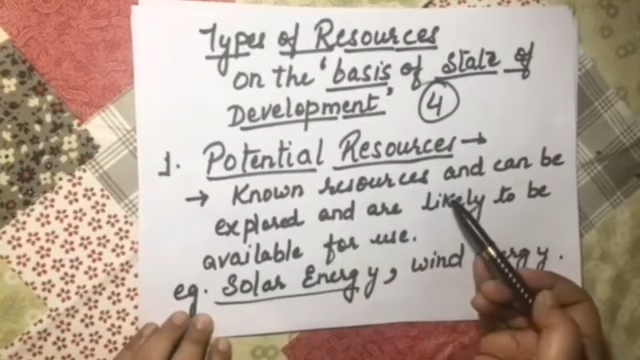 Types of Resources
on the 'basis of state of
Development' 4
1. Potential Resources →
→ Known resources and can be
explored and are likely to be
available for use.
eg. Solar Energy, wind